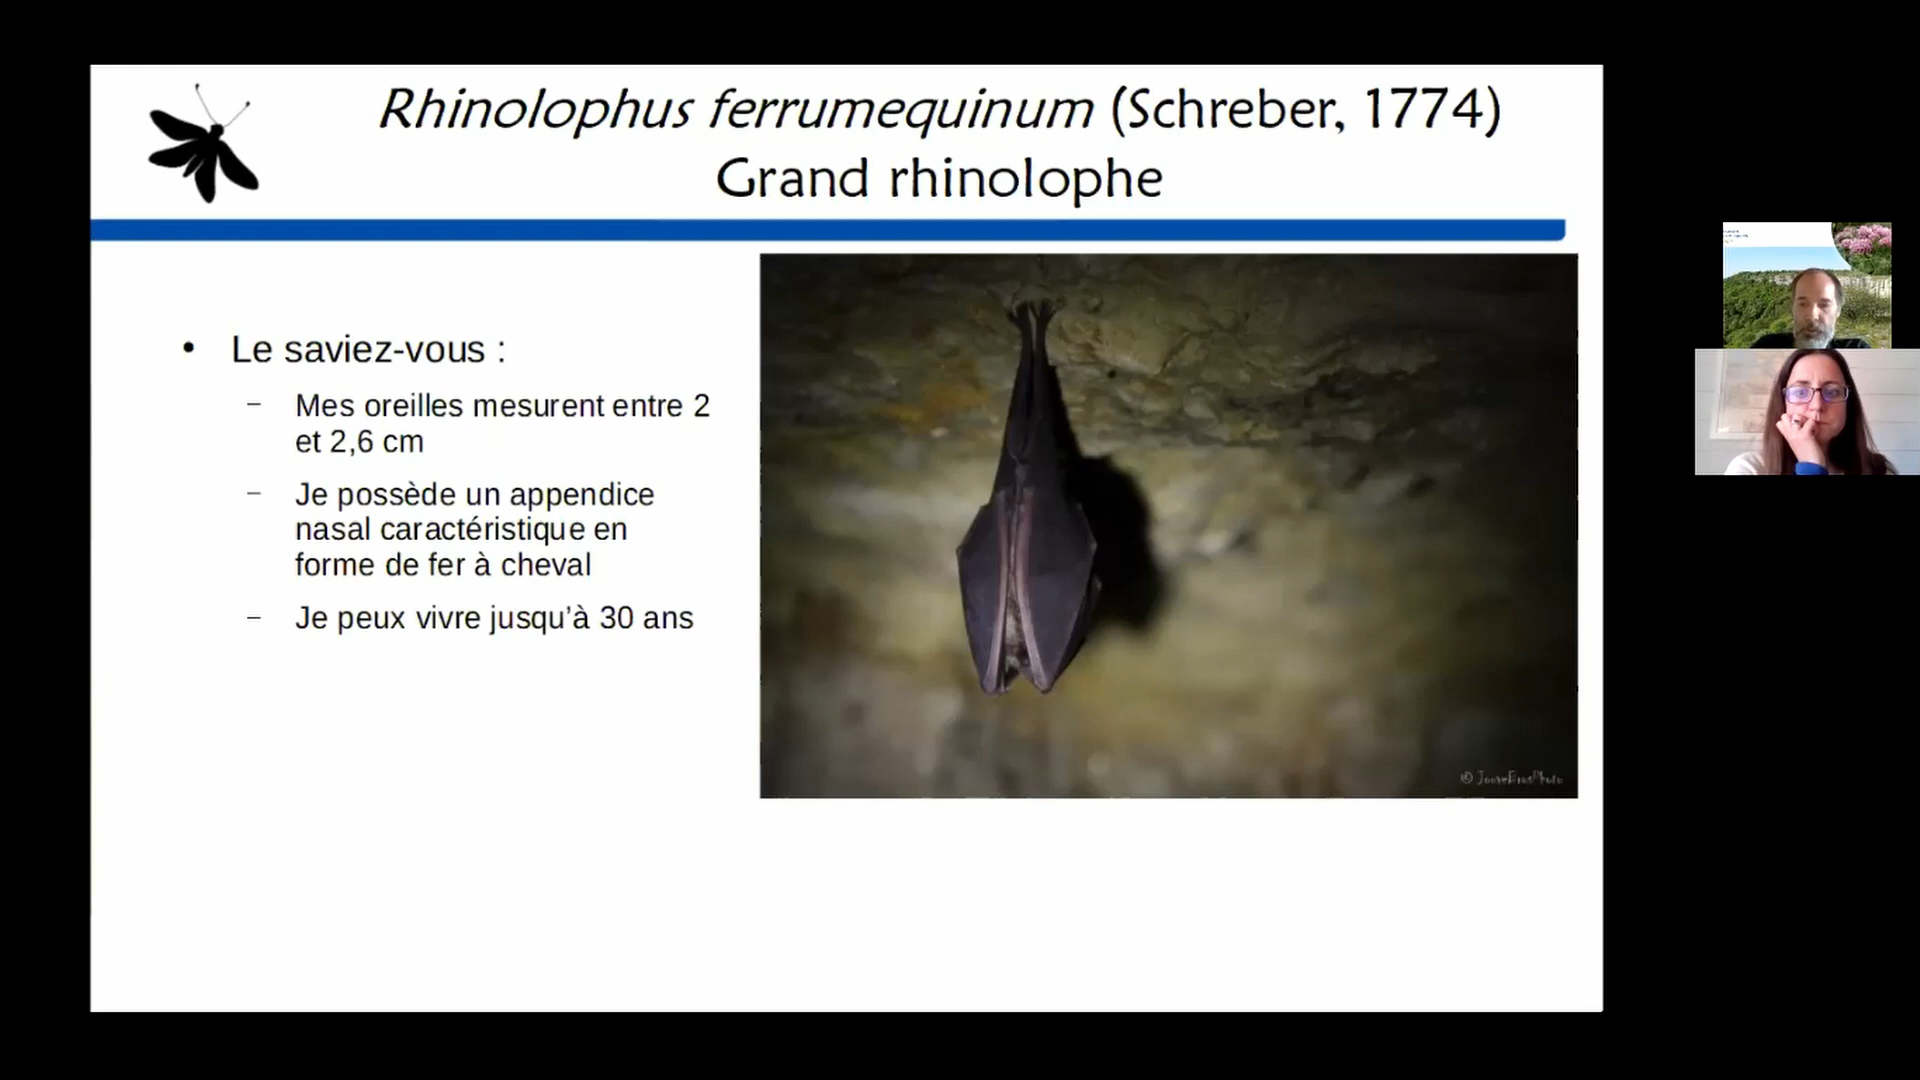 Rhinolophus ferrumequinum (Schreber, 1774)
Grand rhinolophe
• Le saviez-vous :
– Mes oreilles mesurent entre 2
et 2,6 cm
– Je possède un appendice
nasal caractéristique en
forme de fer à cheval
– Je peux vivre jusqu’à 30 ans